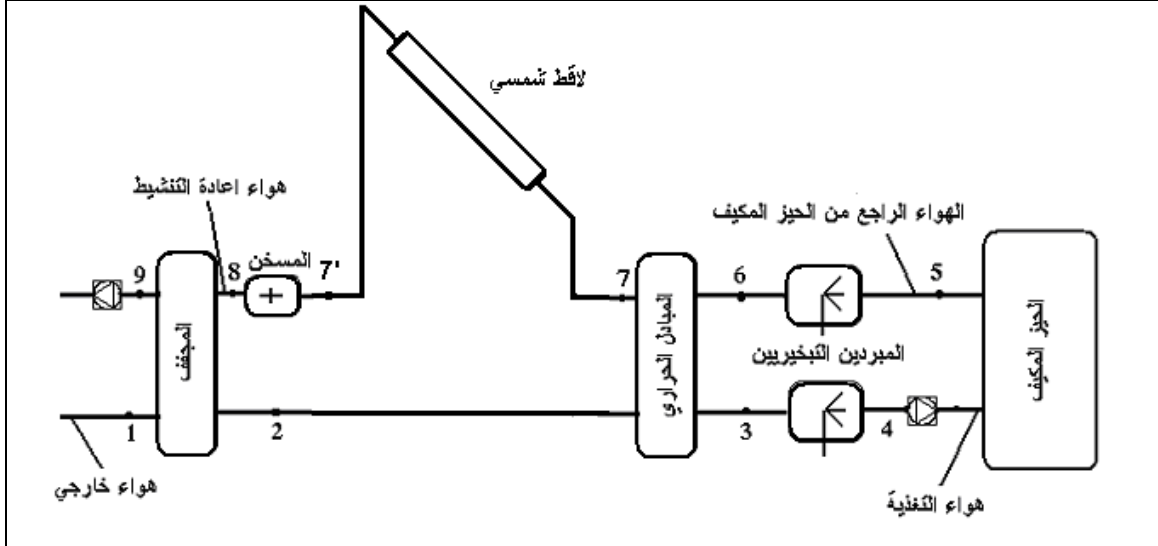 لاقط شمسي
هواء اعادة التنشيط
الهواء الراجع من الحيز المكيف
المسخن
9
8
7'
7
6
5
المجفف
المبادل الحراري
الحيز المكيف
المبردين التبخيريين
1
2
3
4
هواء خارجي
هواء التغذية